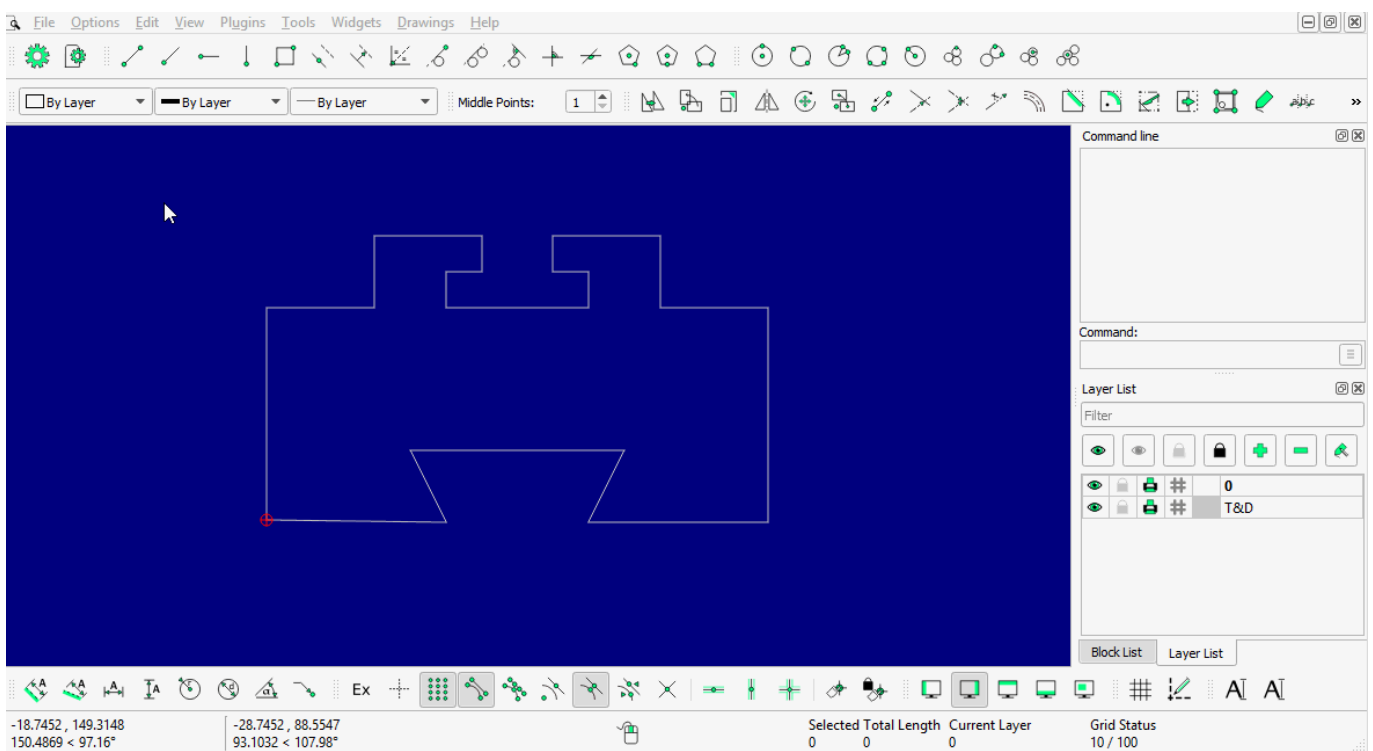 File Options Edit View Plugins Tools Widgets Drawings Help
By Layer By Layer By Layer Middle Points: 1 abc »
Command line
Command:
Layer List
Filter
0
T&D
Block List Layer List
A A A A r d α Ex A A
-18.7452 , 149.3148 -28.7452 , 88.5547 Selected Total Length Current Layer Grid Status
150.4869 < 97.16° 93.1032 < 107.98° 0 0 0 10 / 100